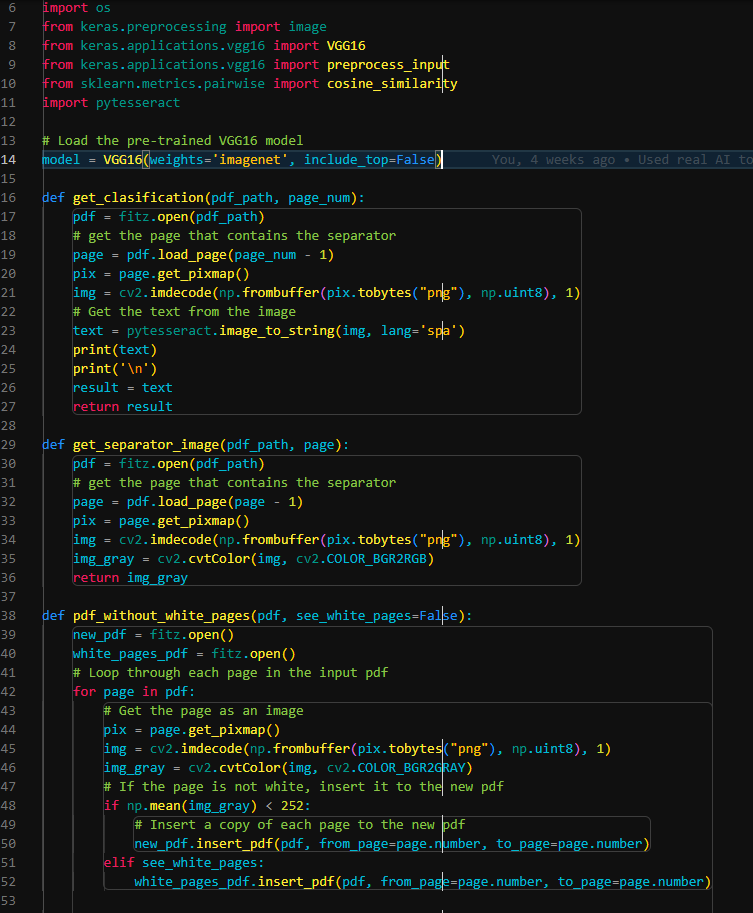 6 import os
7 from keras.preprocessing import image
8 from keras.applications.vgg16 import VGG16
9 from keras.applications.vgg16 import preprocess_input
10 from sklearn.metrics.pairwise import cosine_similarity
11 import pytesseract
12
13 # Load the pre-trained VGG16 model
14 model = VGG16(weights='imagenet', include_top=False) You, 4 weeks ago • Used real AI to
15
16 def get_clasification(pdf_path, page_num):
17     pdf = fitz.open(pdf_path)
18     # get the page that contains the separator
19     page = pdf.load_page(page_num - 1)
20     pix = page.get_pixmap()
21     img = cv2.imdecode(np.frombuffer(pix.tobytes("png"), np.uint8), 1)
22     # Get the text from the image
23     text = pytesseract.image_to_string(img, lang='spa')
24     print(text)
25     print('\n')
26     result = text
27     return result
28
29 def get_separator_image(pdf_path, page):
30     pdf = fitz.open(pdf_path)
31     # get the page that contains the separator
32     page = pdf.load_page(page - 1)
33     pix = page.get_pixmap()
34     img = cv2.imdecode(np.frombuffer(pix.tobytes("png"), np.uint8), 1)
35     img_gray = cv2.cvtColor(img, cv2.COLOR_BGR2RGB)
36     return img_gray
37
38 def pdf_without_white_pages(pdf, see_white_pages=False):
39     new_pdf = fitz.open()
40     white_pages_pdf = fitz.open()
41     # Loop through each page in the input pdf
42     for page in pdf:
43         # Get the page as an image
44         pix = page.get_pixmap()
45         img = cv2.imdecode(np.frombuffer(pix.tobytes("png"), np.uint8), 1)
46         img_gray = cv2.cvtColor(img, cv2.COLOR_BGR2GRAY)
47         # If the page is not white, insert it to the new pdf
48         if np.mean(img_gray) < 252:
49             # Insert a copy of each page to the new pdf
50             new_pdf.insert_pdf(pdf, from_page=page.number, to_page=page.number)
51         elif see_white_pages:
52             white_pages_pdf.insert_pdf(pdf, from_page=page.number, to_page=page.number)
53